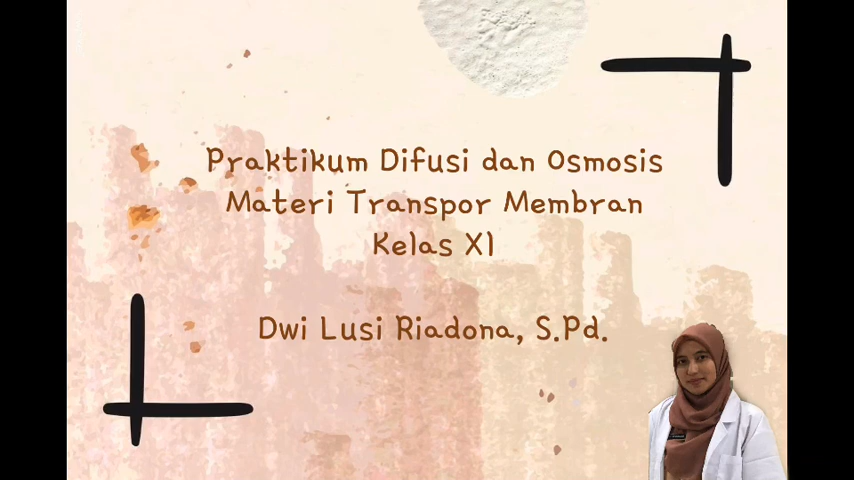 Praktikum Difusi dan Osmosis
Materi Transpor Membran
Kelas XI
Dwi Lusi Riadona, S.Pd.